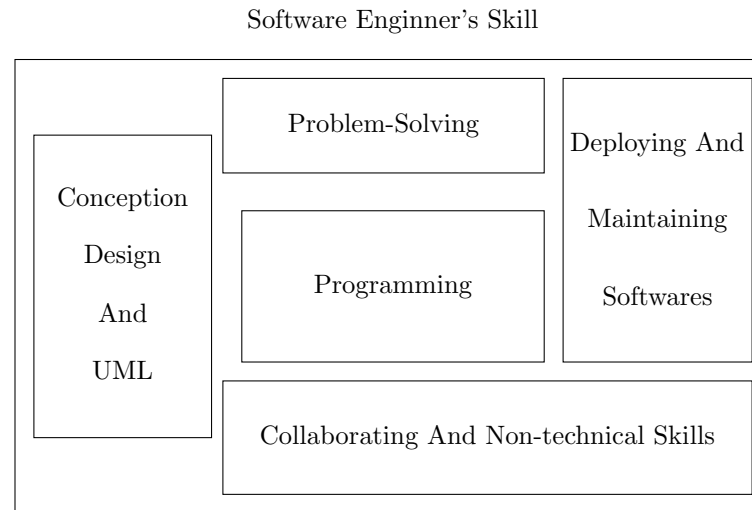 Software Enginner's Skill
Conception
Design
And
UML
Problem-Solving
Programming
Deploying And
Maintaining
Softwares
Collaborating And Non-technical Skills